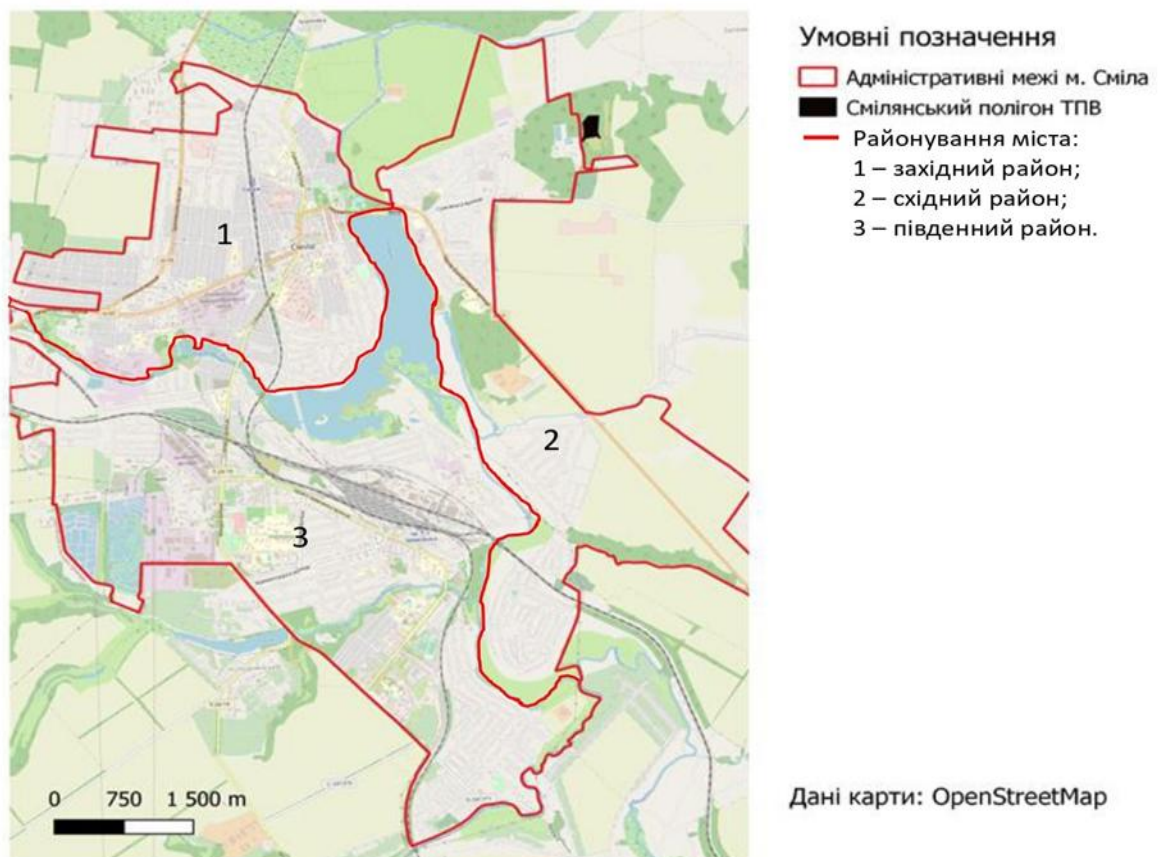 Умовні позначення
Адміністративні межі м. Сміла
Смілянський полігон ТПВ
Районування міста:
1 – західний район;
2 – східний район;
3 – південний район.
1
2
3
Сміла
0 750 1 500 m
Дані карти: OpenStreetMap